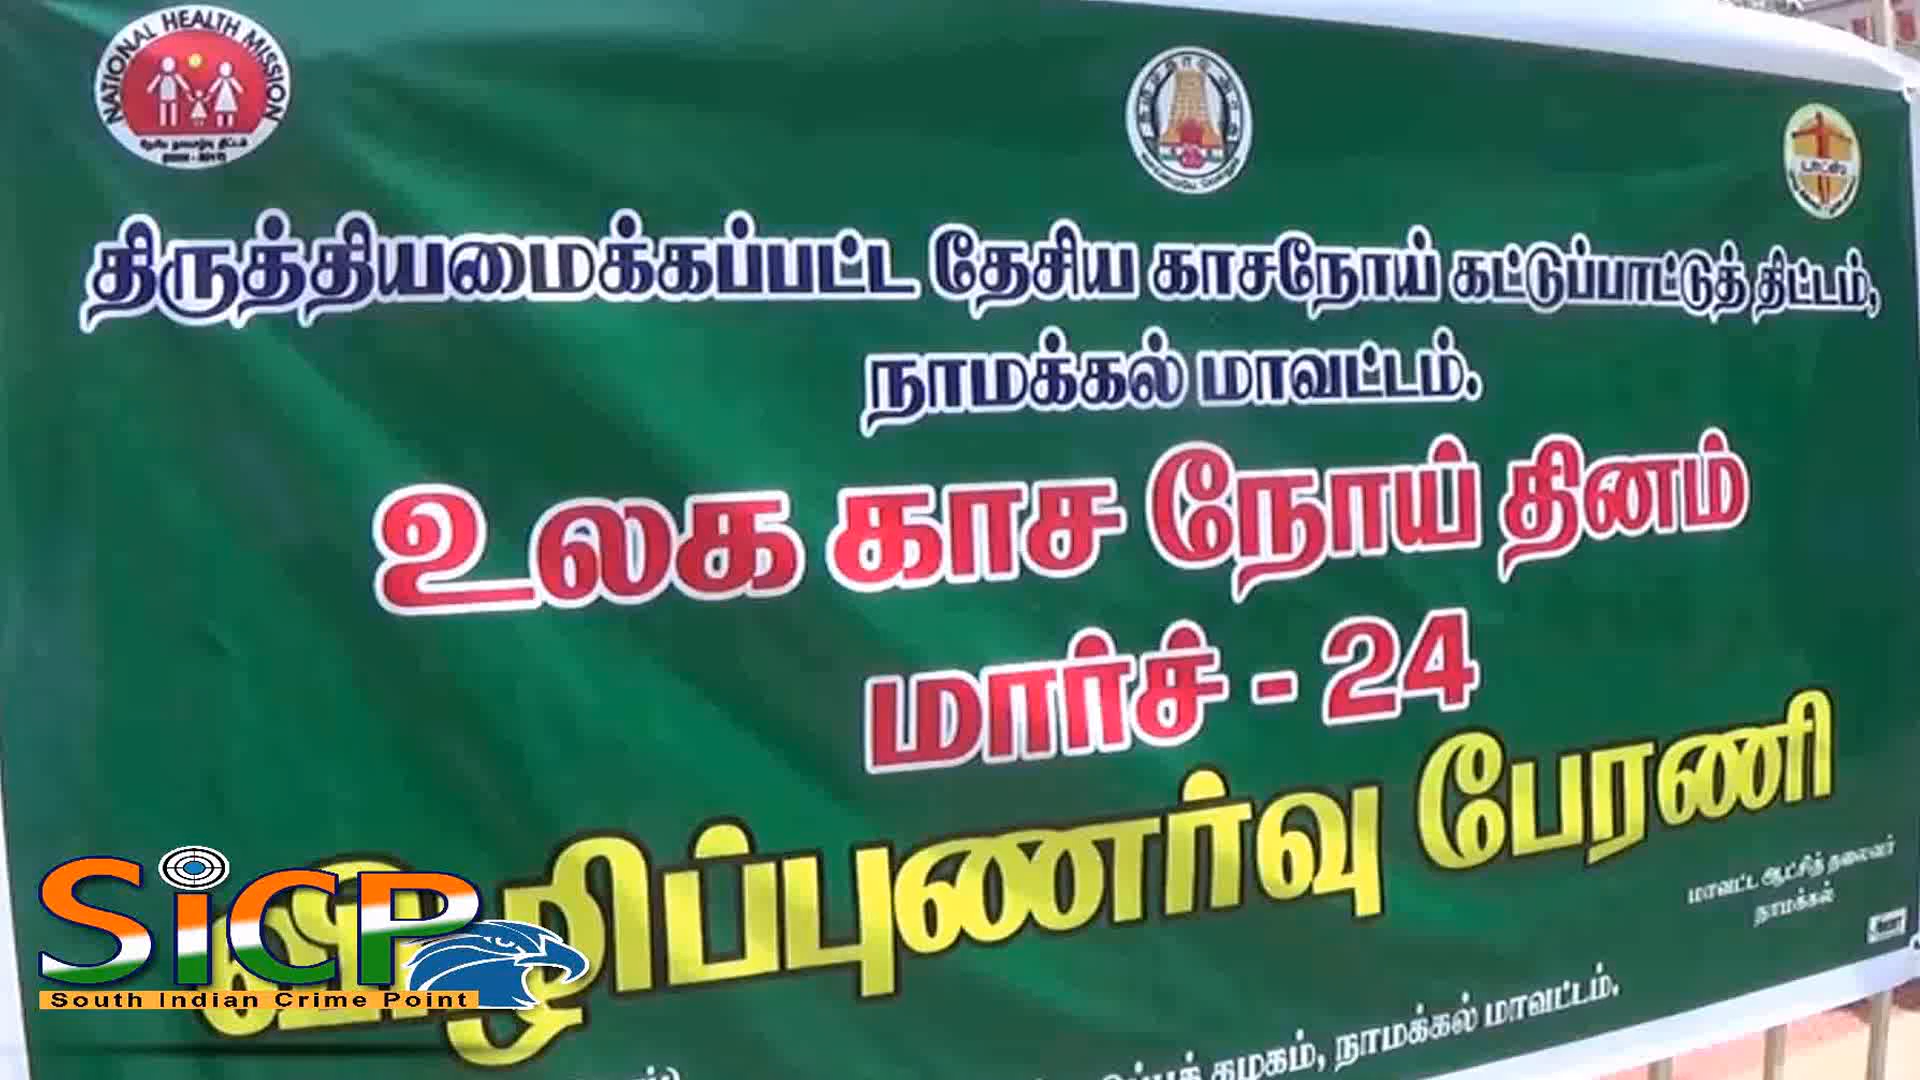 NATIONAL HEALTH MISSION
திருத்தியமைக்கப்பட்ட தேசிய காசநோய் கட்டுப்பாட்டுத் திட்டம்,
நாமக்கல் மாவட்டம்.
உலக காச நோய் தினம்
மார்ச் - 24
விழிப்புணர்வு பேரணி
மாவட்ட ஆட்சித் தலைவர்
நாமக்கல்
SiCP
South Indian Crime Point
நாமக்கல் மாவட்டம்.